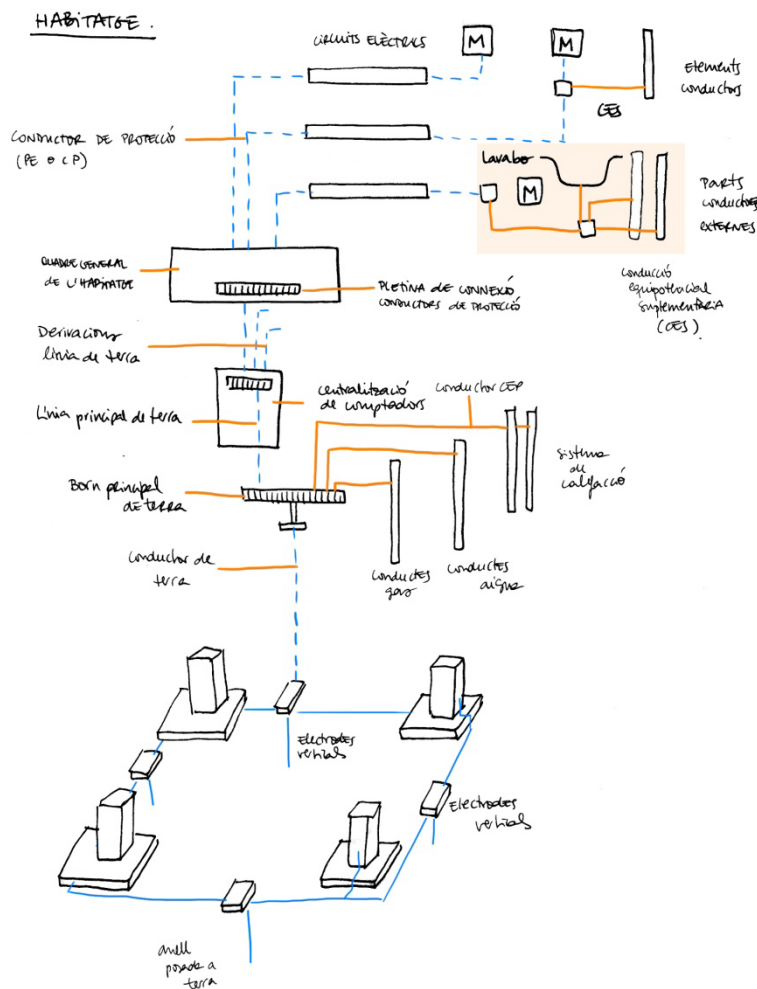 HABITATGE.
CIRCUITS ELÈCTRICS
M
M
Elements
conductors
CES
CONDUCTOR DE PROTECCIÓ
(PE O CP)
Lavabo
M
Parts
conductores
EXTERNES
QUADRE GENERAL
DE L'HABITATGE
PLETINA DE CONNEXIÓ
CONDUCTORS DE PROTECCIÓ
conducció
equipotencial
suplementària
(CES)
Derivacions
línia de terra
centralització
de comptadors
conductor CEP
Línia principal de terra
sistema
de
calefacció
Born principal
de terra
conductor de
terra
conductes
gas
conductes
aigua
Electrodes
verticals
Electrodes
verticals
anell
posada a
terra